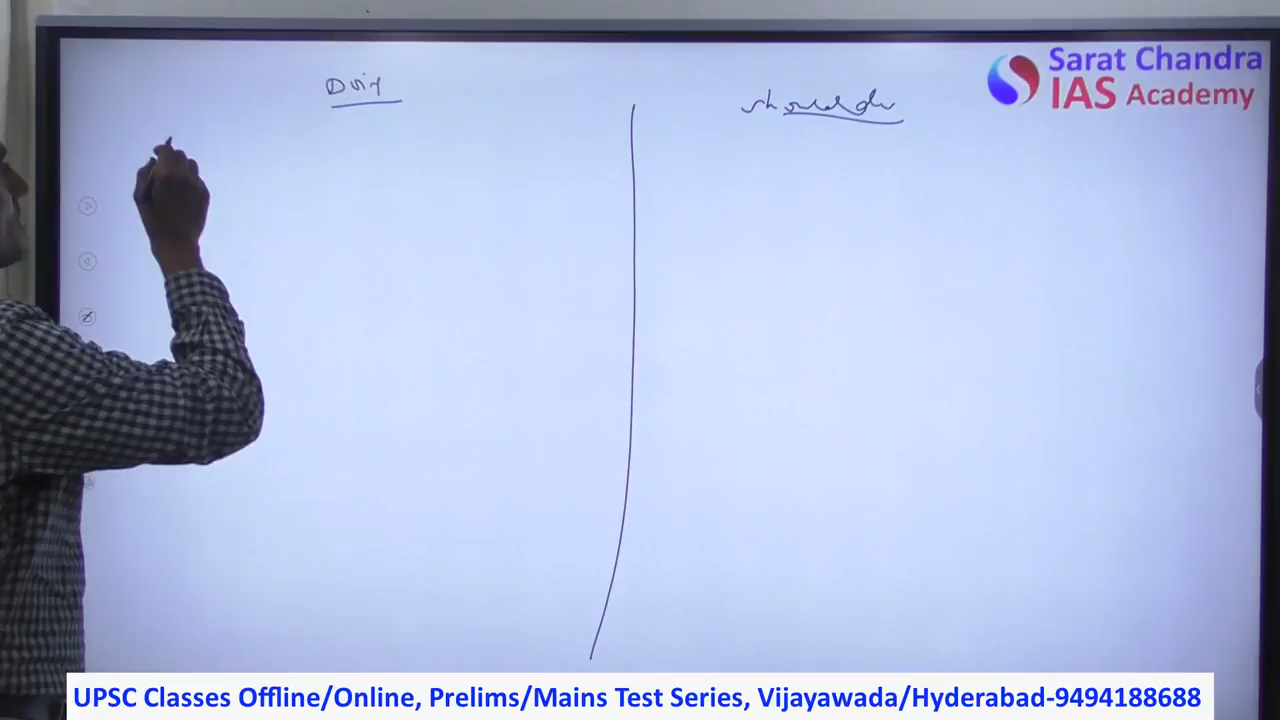 Sarat Chandra
IAS Academy
UPSC Classes Offline/Online, Prelims/Mains Test Series, Vijayawada/Hyderabad-9494188688